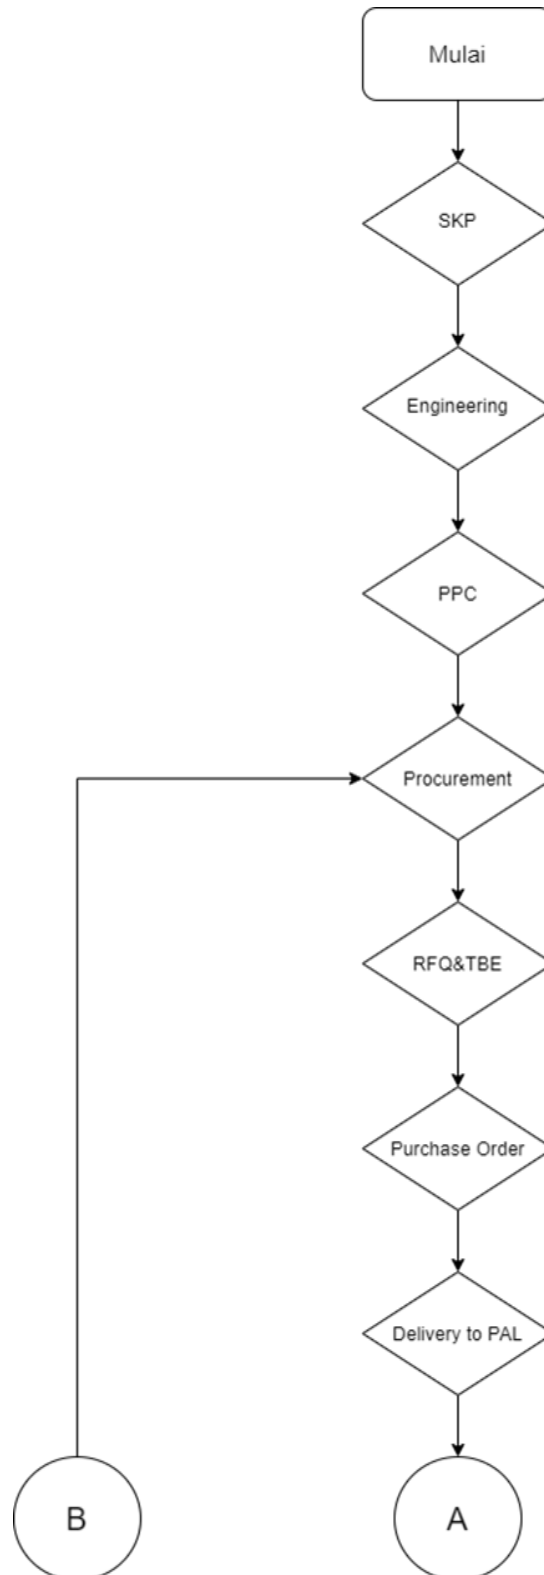 Mulai
SKP
Engineering
PPC
Procurement
RFQ&TBE
Purchase Order
Delivery to PAL
B
A